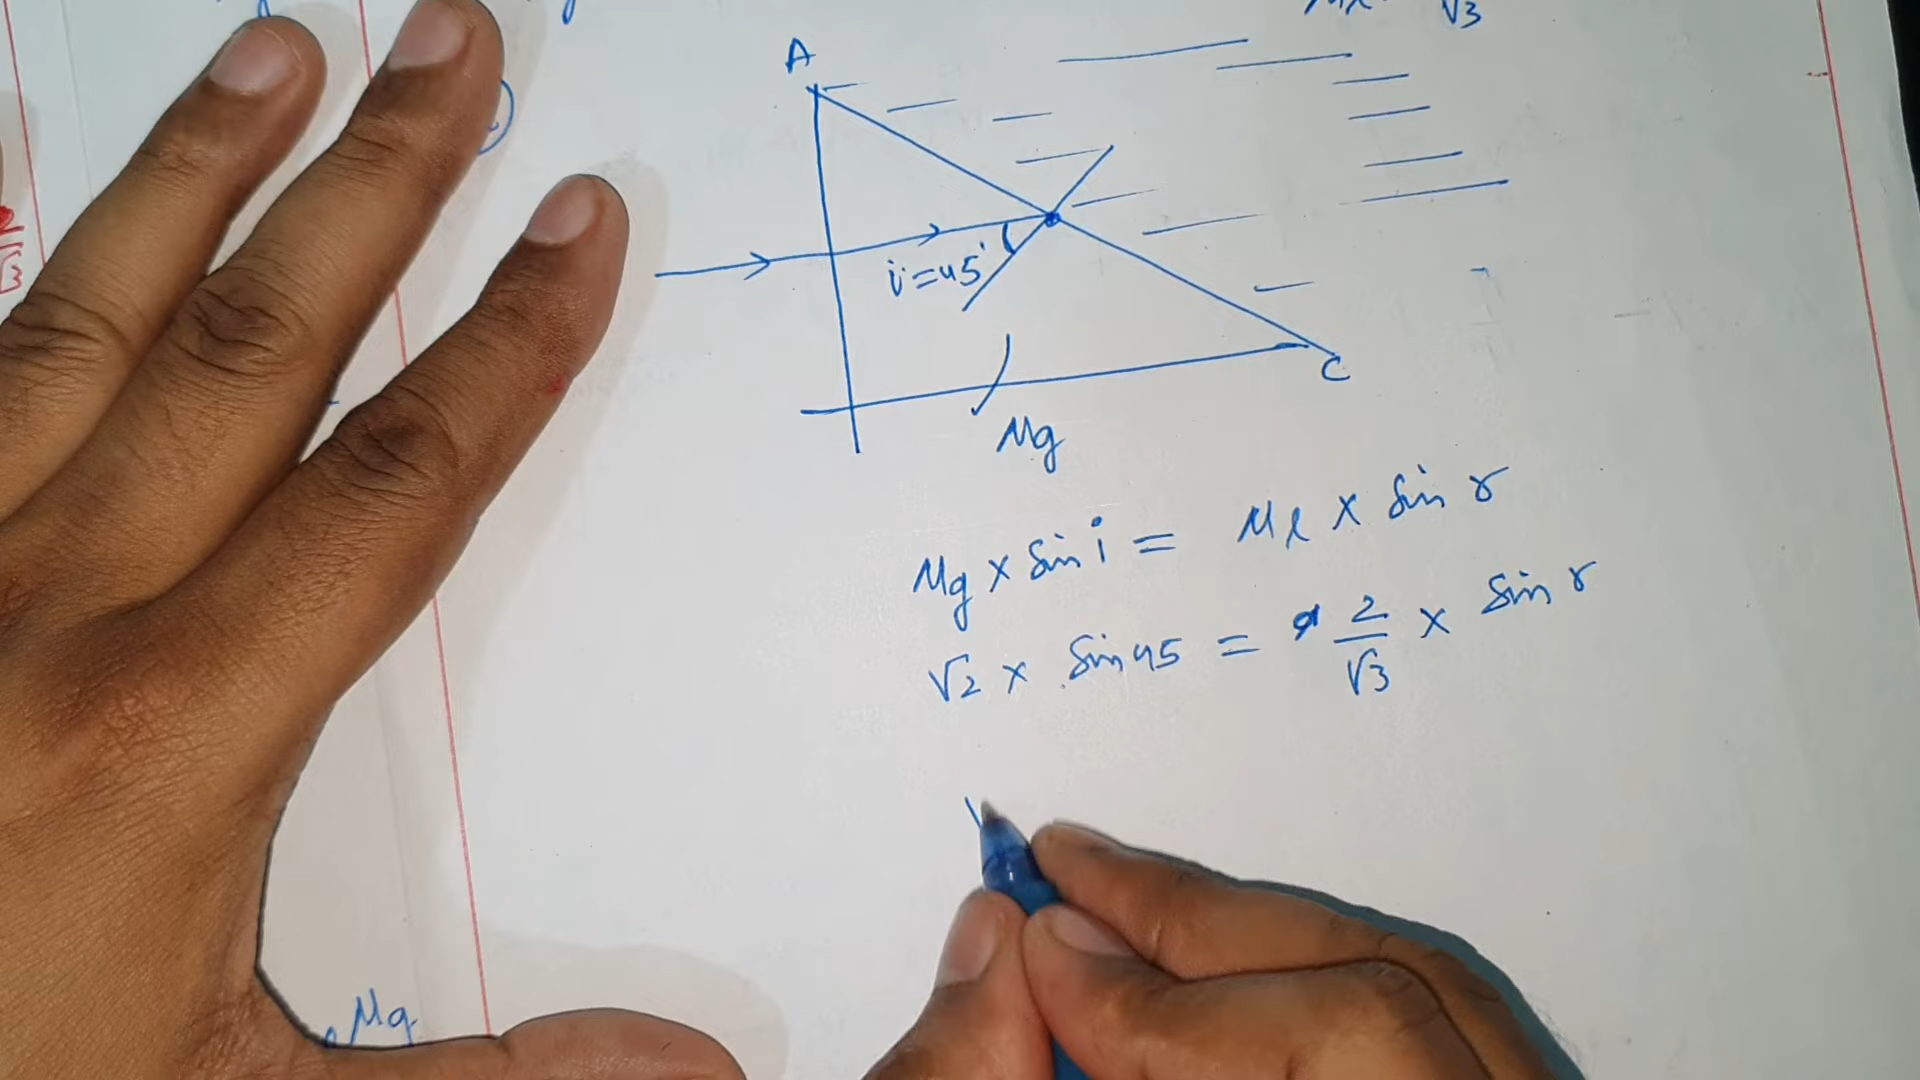 √3
A
i=45°
C
μg
μg × sin i = μl × sin r
√2 × sin 45 = 2/√3 × sin r
μg